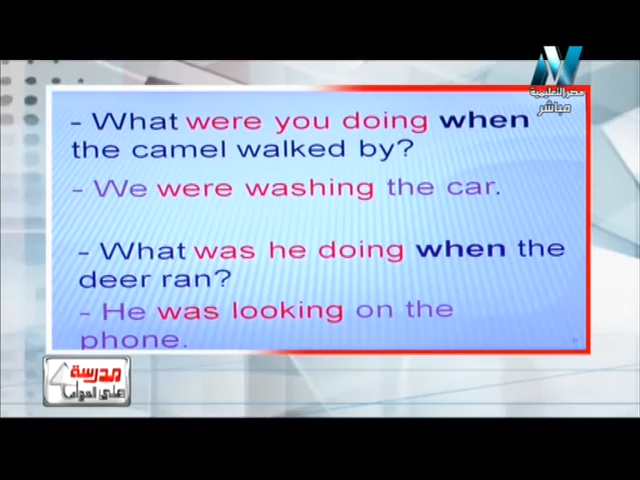 مصر التعليمية
مباشر
- What were you doing when
the camel walked by?
- We were washing the car.
- What was he doing when the
deer ran?
- He was looking on the
phone.
مدرسة
على الهواء